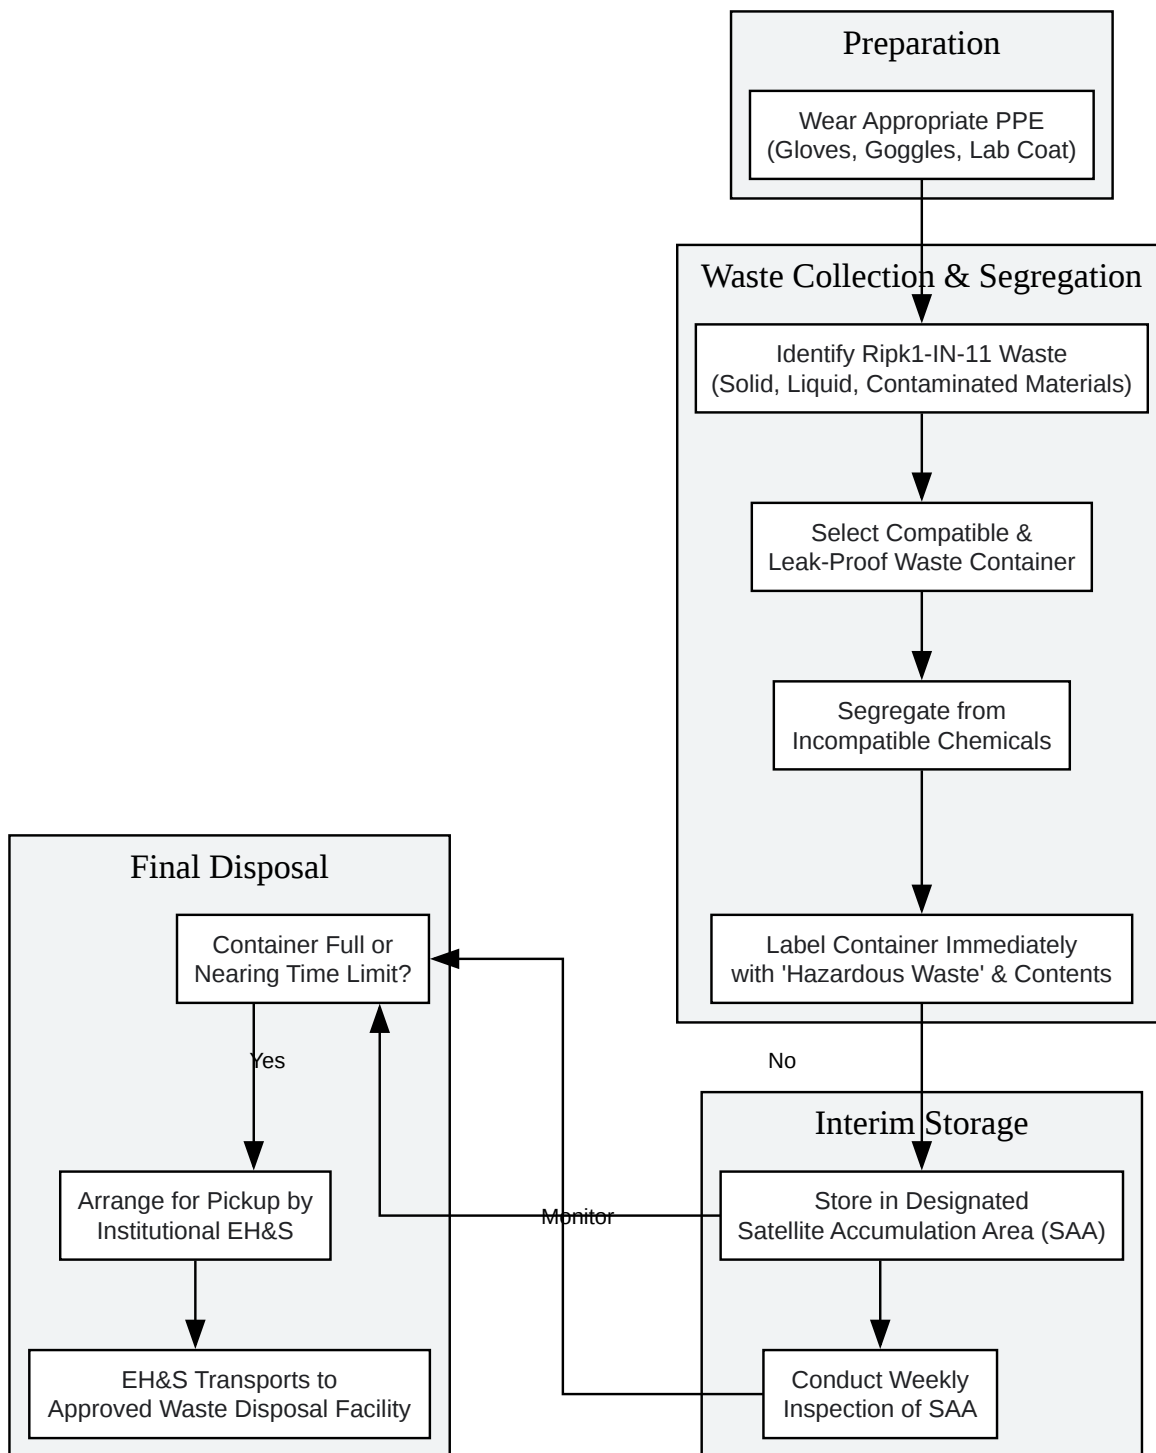 Preparation
Wear Appropriate PPE
(Gloves, Goggles, Lab Coat)
Waste Collection & Segregation
Identify Ripk1-IN-11 Waste
(Solid, Liquid, Contaminated Materials)
Select Compatible &
Leak-Proof Waste Container
Segregate from
Incompatible Chemicals
Label Container Immediately
with 'Hazardous Waste' & Contents
No
Interim Storage
Store in Designated
Satellite Accumulation Area (SAA)
Monitor
Conduct Weekly
Inspection of SAA
Final Disposal
Container Full or
Nearing Time Limit?
Yes
Arrange for Pickup by
Institutional EH&S
EH&S Transports to
Approved Waste Disposal Facility